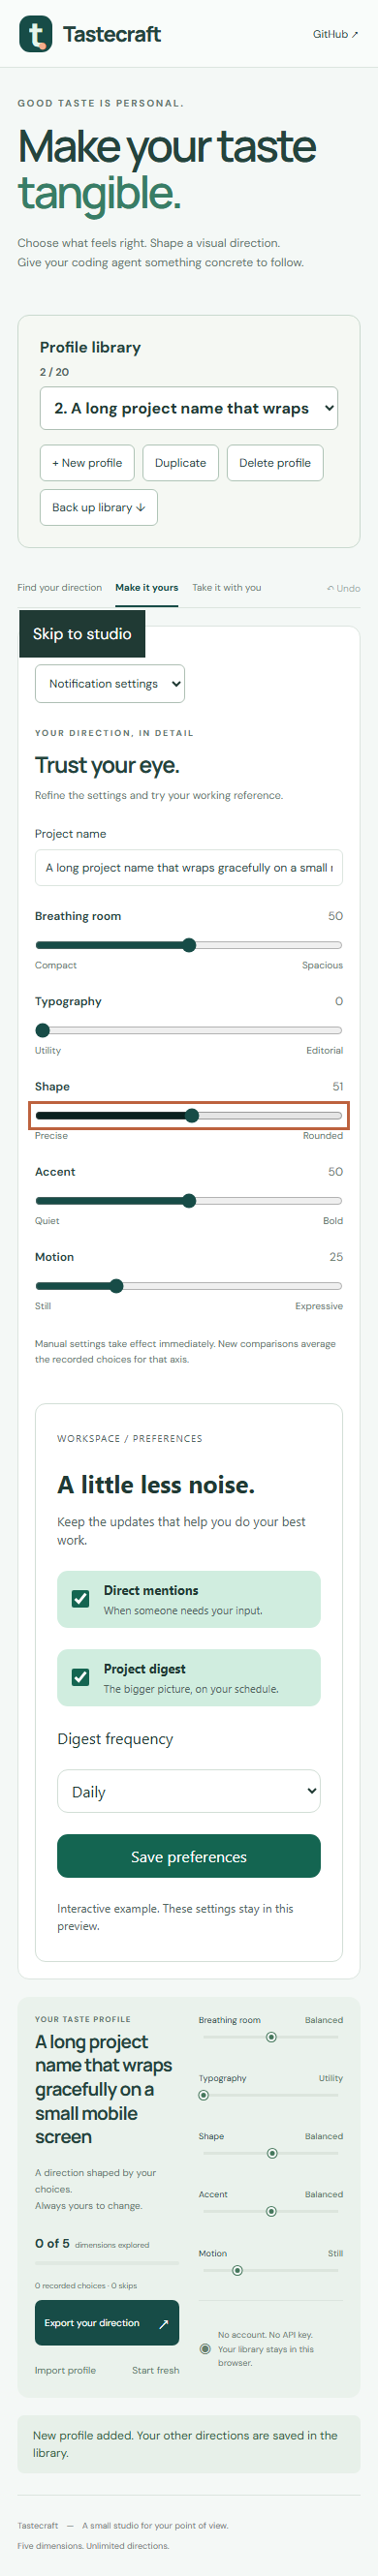 Tastecraft
GitHub ↗
GOOD TASTE IS PERSONAL.
Make your taste
tangible.
Choose what feels right. Shape a visual direction.
Give your coding agent something concrete to follow.
Profile library
2 / 20
2. A long project name that wraps
+ New profile
Duplicate
Delete profile
Back up library ↓
Find your direction
Make it yours
Take it with you
↶ Undo
Skip to studio
Notification settings
YOUR DIRECTION, IN DETAIL
Trust your eye.
Refine the settings and try your working reference.
Project name
A long project name that wraps gracefully on a small
Breathing room 50
Compact Spacious
Typography 0
Utility Editorial
Shape 51
Precise Rounded
Accent 50
Quiet Bold
Motion 25
Still Expressive
Manual settings take effect immediately. New comparisons average
the recorded choices for that axis.
WORKSPACE / PREFERENCES
A little less noise.
Keep the updates that help you do your best
work.
Direct mentions
When someone needs your input.
Project digest
The bigger picture, on your schedule.
Digest frequency
Daily
Save preferences
Interactive example. These settings stay in this
preview.
YOUR TASTE PROFILE
A long project
name that wraps
gracefully on a
small mobile
screen
A direction shaped by your
choices.
Always yours to change.
0 of 5 dimensions explored
0 recorded choices · 0 skips
Export your direction ↗
Import profile
Start fresh
Breathing room Balanced
Typography Utility
Shape Balanced
Accent Balanced
Motion Still
No account. No API key.
Your library stays in this
browser.
New profile added. Your other directions are saved in the
library.
Tastecraft — A small studio for your point of view.
Five dimensions. Unlimited directions.